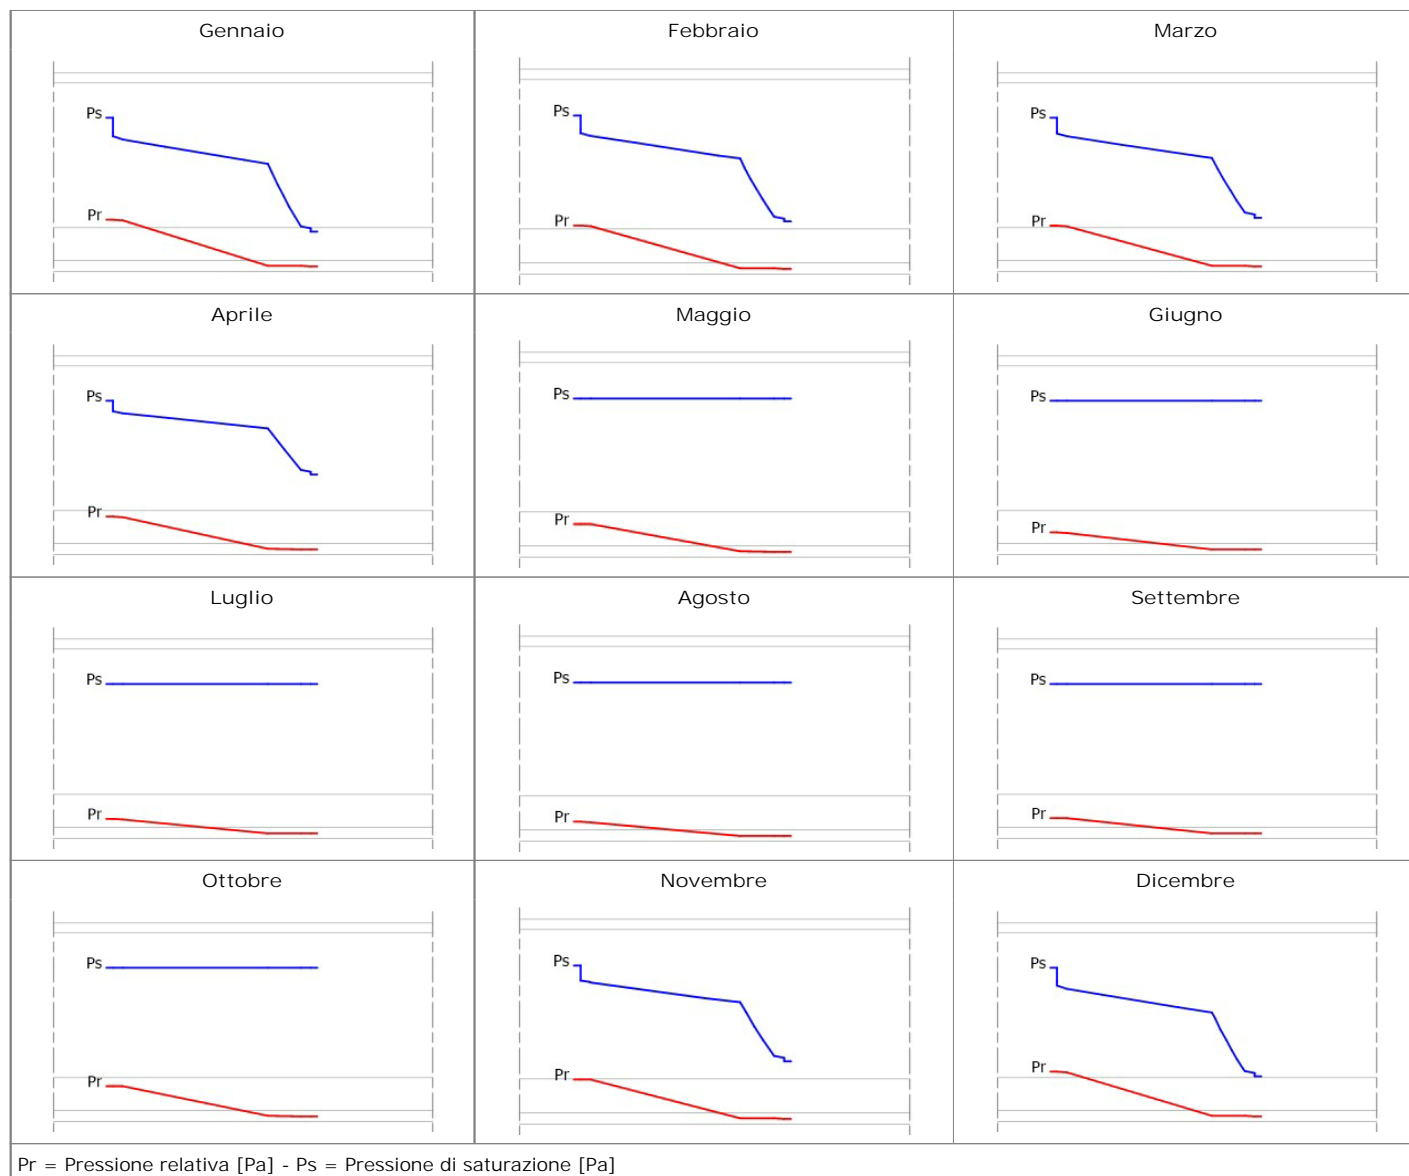 Gennaio Febbraio Marzo
Ps Ps Ps
Pr Pr Pr
Aprile Maggio Giugno
Ps Ps Ps
Pr Pr Pr
Luglio Agosto Settembre
Ps Ps Ps
Pr Pr Pr
Ottobre Novembre Dicembre
Ps Ps Ps
Pr Pr Pr
Pr = Pressione relativa [Pa] - Ps = Pressione di saturazione [Pa]